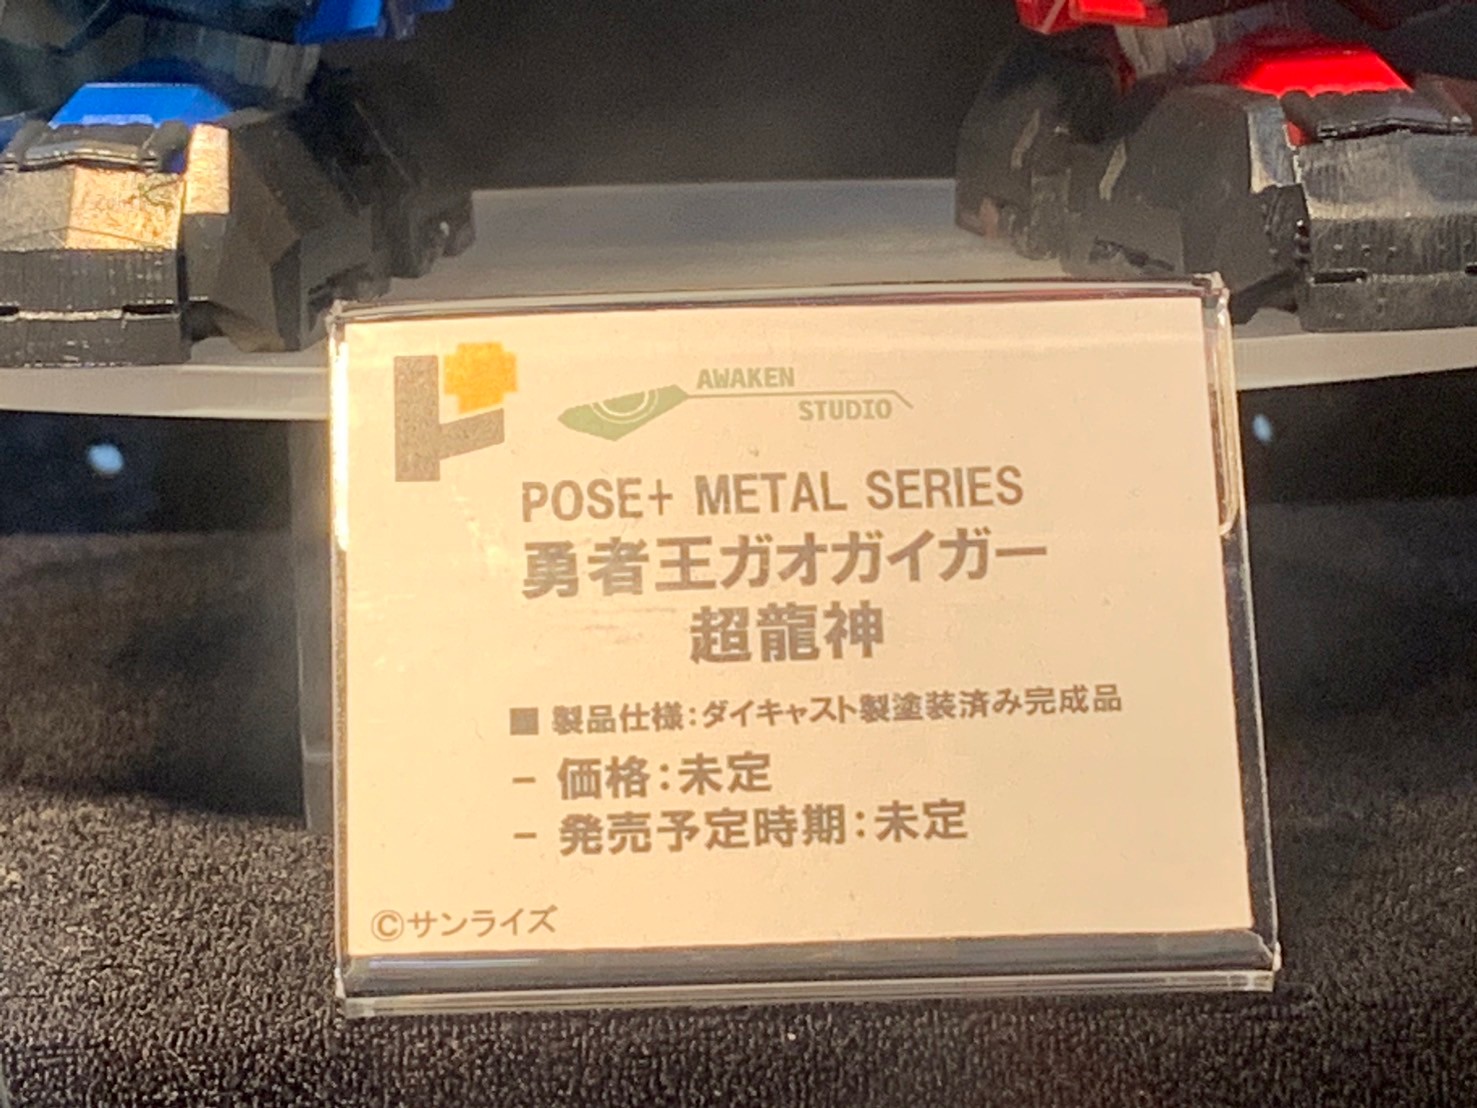 AWAKEN
STUDIO
POSE+ METAL SERIES
勇者王ガオガイガー
超龍神
■ 製品仕様：ダイキャスト製塗装済み完成品
- 価格：未定
- 発売予定時期：未定
©サンライズ